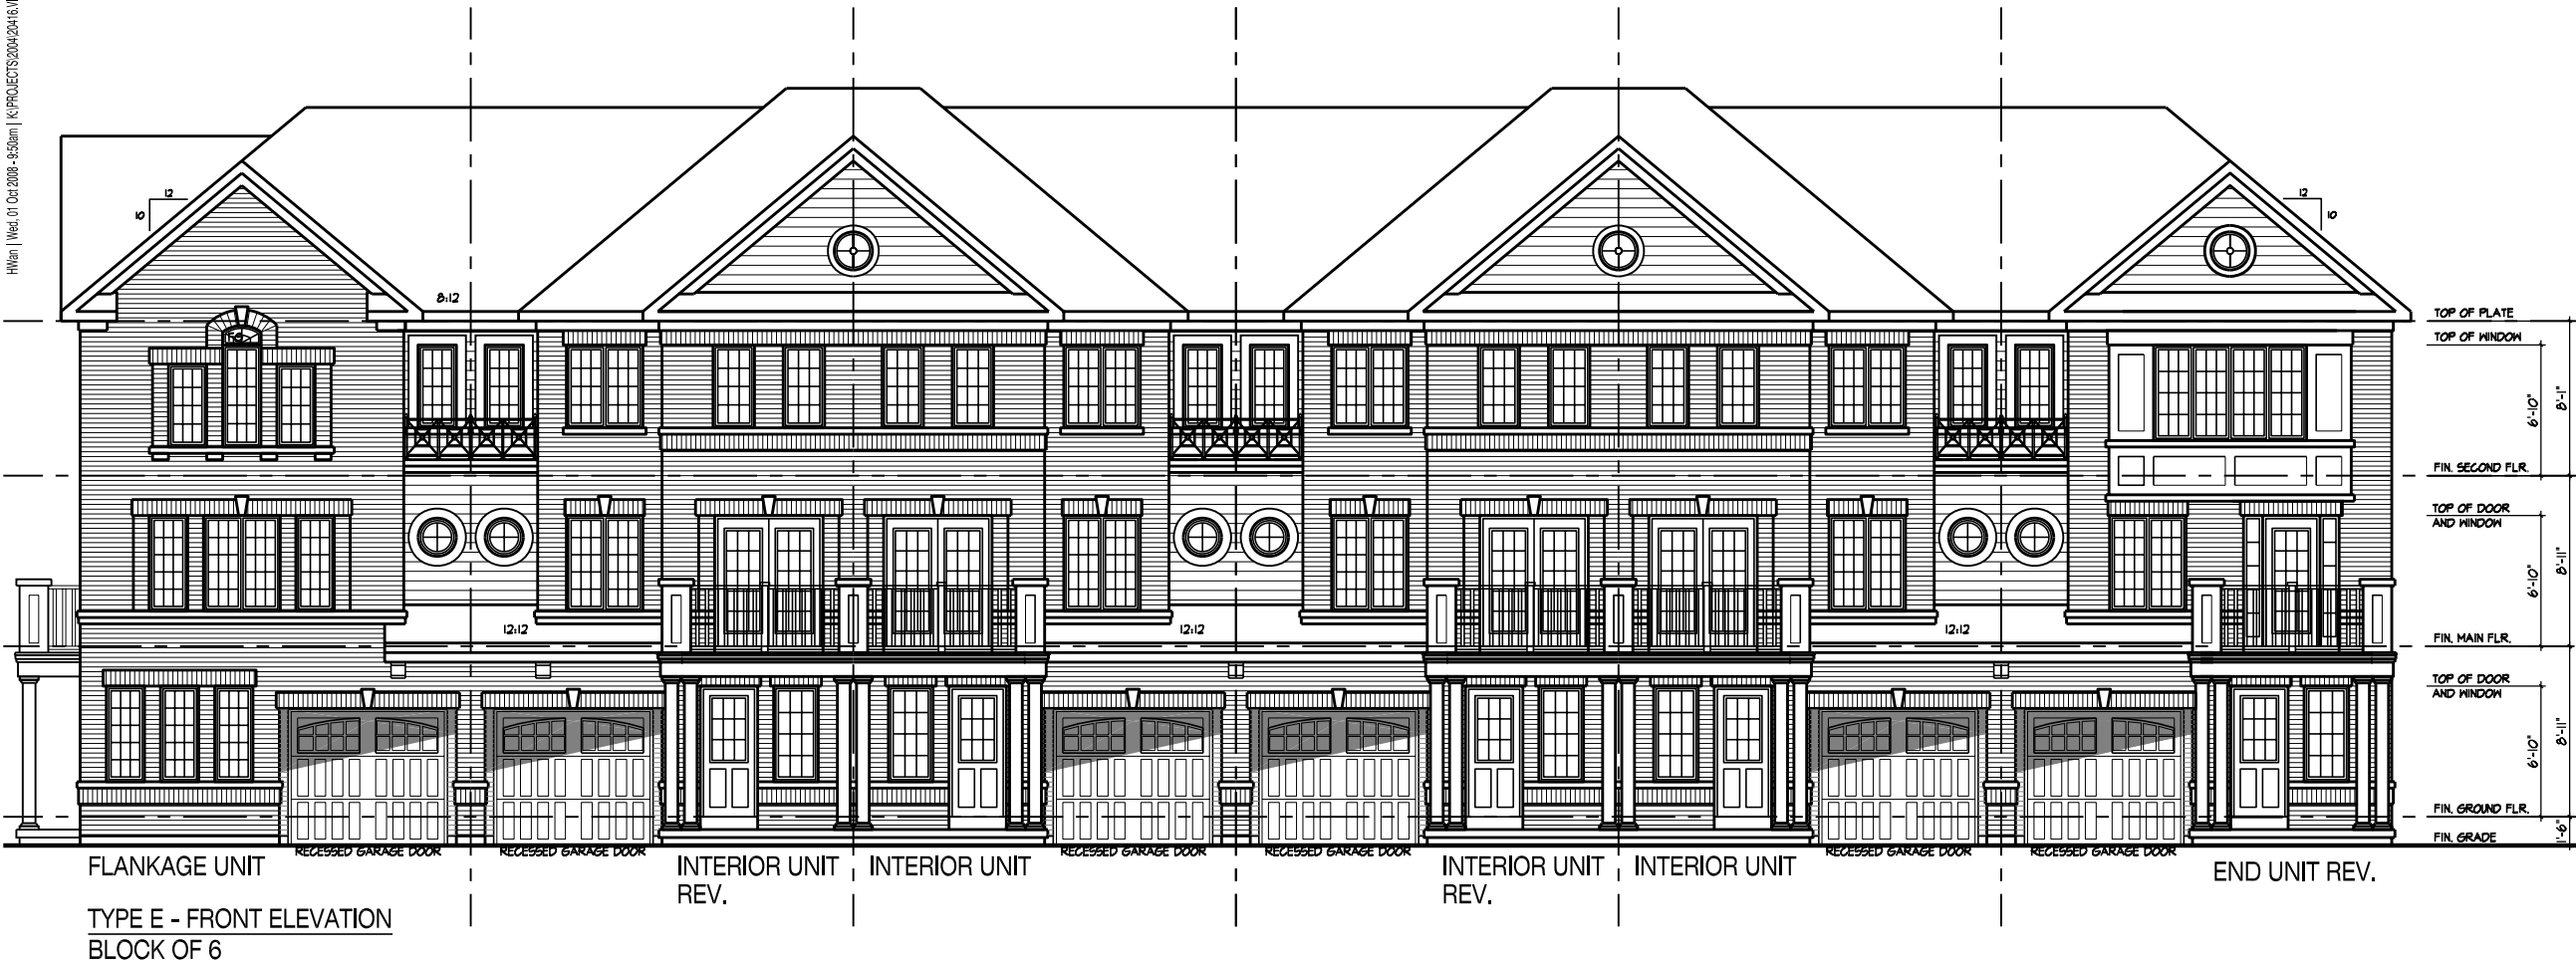 HWan | Wed, 01 Oct 2008 - 9:50am | K:\PROJECTS\2004\20416.VI
12
10
12
10
8:12
TOP OF PLATE
TOP OF WINDOW
6'-10"
8'-1"
FIN. SECOND FLR.
TOP OF DOOR
AND WINDOW
6'-10"
8'-11"
12:12
12:12
12:12
FIN. MAIN FLR.
TOP OF DOOR
AND WINDOW
6'-10"
8'-11"
FIN. GROUND FLR.
1'-6"
FIN. GRADE
RECESSED GARAGE DOOR
RECESSED GARAGE DOOR
RECESSED GARAGE DOOR
RECESSED GARAGE DOOR
RECESSED GARAGE DOOR
RECESSED GARAGE DOOR
FLANKAGE UNIT
INTERIOR UNIT
REV.
INTERIOR UNIT
INTERIOR UNIT
REV.
INTERIOR UNIT
END UNIT REV.
TYPE E - FRONT ELEVATION
BLOCK OF 6